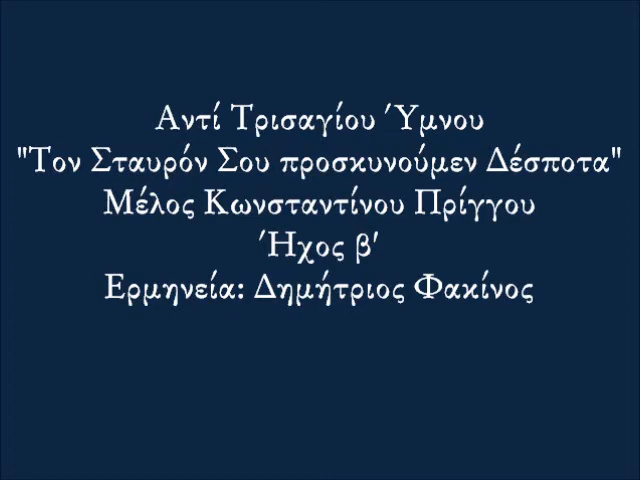 Αντί Τρισαγίου Ύμνου
"Τον Σταυρόν Σου προσκυνούμεν Δέσποτα"
Μέλος Κωνσταντίνου Πρίγγου
Ήχος β'
Ερμηνεία: Δημήτριος Φακίνος